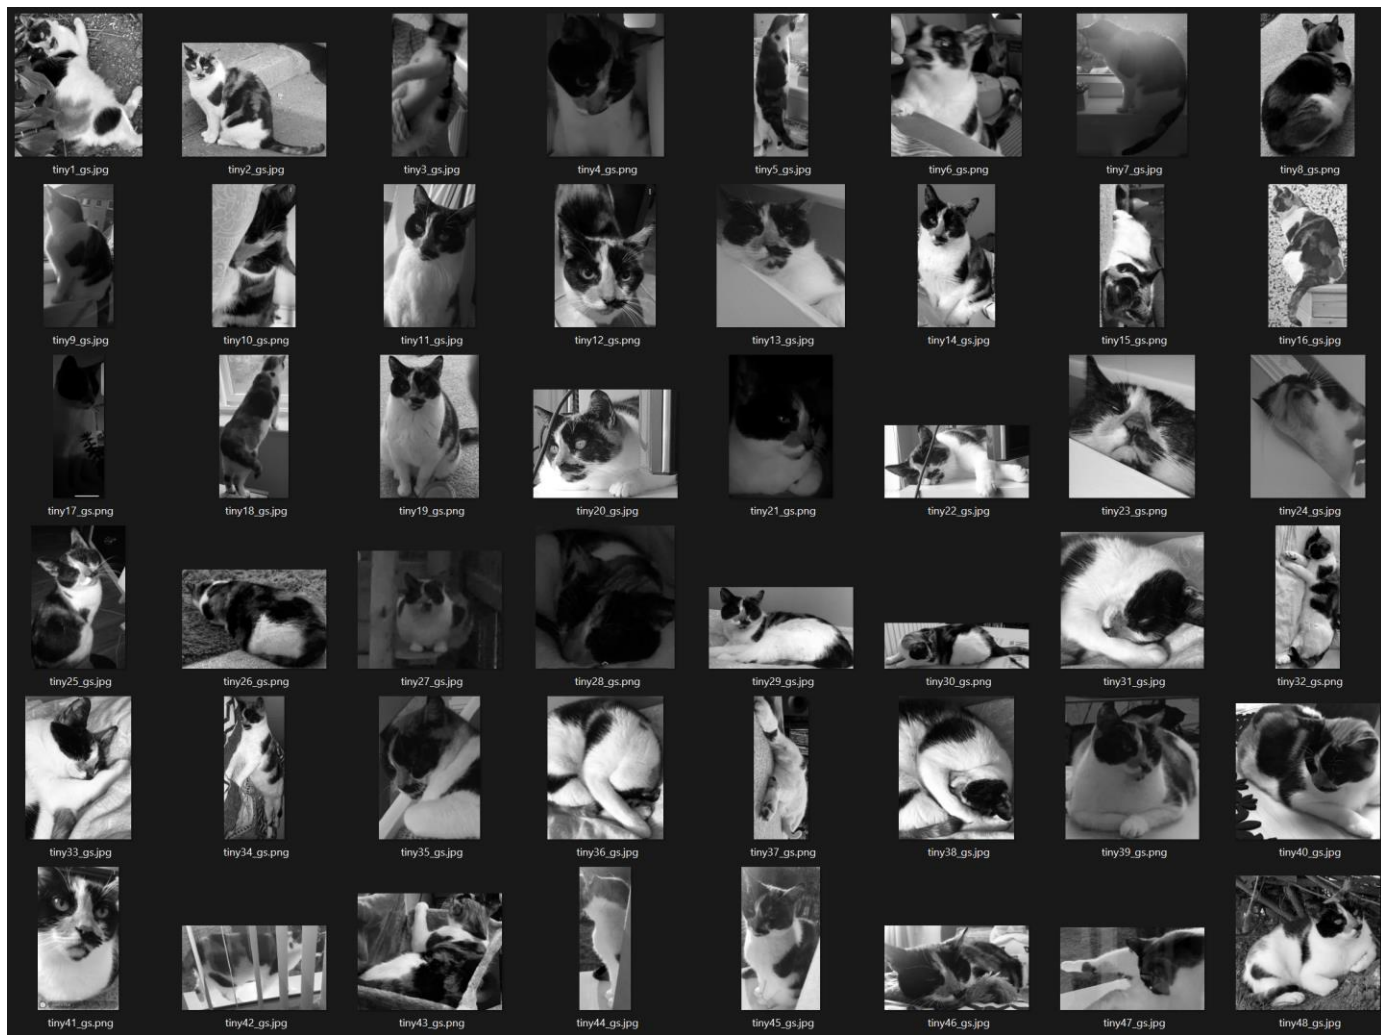 tiny1_gs.jpg tiny2_gs.jpg tiny3_gs.jpg tiny4_gs.png tiny5_gs.jpg tiny6_gs.png tiny7_gs.jpg tiny8_gs.png
tiny9_gs.jpg tiny10_gs.png tiny11_gs.jpg tiny12_gs.png tiny13_gs.jpg tiny14_gs.jpg tiny15_gs.png tiny16_gs.jpg
tiny17_gs.png tiny18_gs.jpg tiny19_gs.png tiny20_gs.jpg tiny21_gs.png tiny22_gs.jpg tiny23_gs.png tiny24_gs.jpg
tiny25_gs.jpg tiny26_gs.png tiny27_gs.jpg tiny28_gs.png tiny29_gs.jpg tiny30_gs.png tiny31_gs.jpg tiny32_gs.png
tiny33_gs.jpg tiny34_gs.png tiny35_gs.jpg tiny36_gs.jpg tiny37_gs.png tiny38_gs.jpg tiny39_gs.png tiny40_gs.jpg
tiny41_gs.png tiny42_gs.jpg tiny43_gs.png tiny44_gs.jpg tiny45_gs.jpg tiny46_gs.jpg tiny47_gs.jpg tiny48_gs.jpg